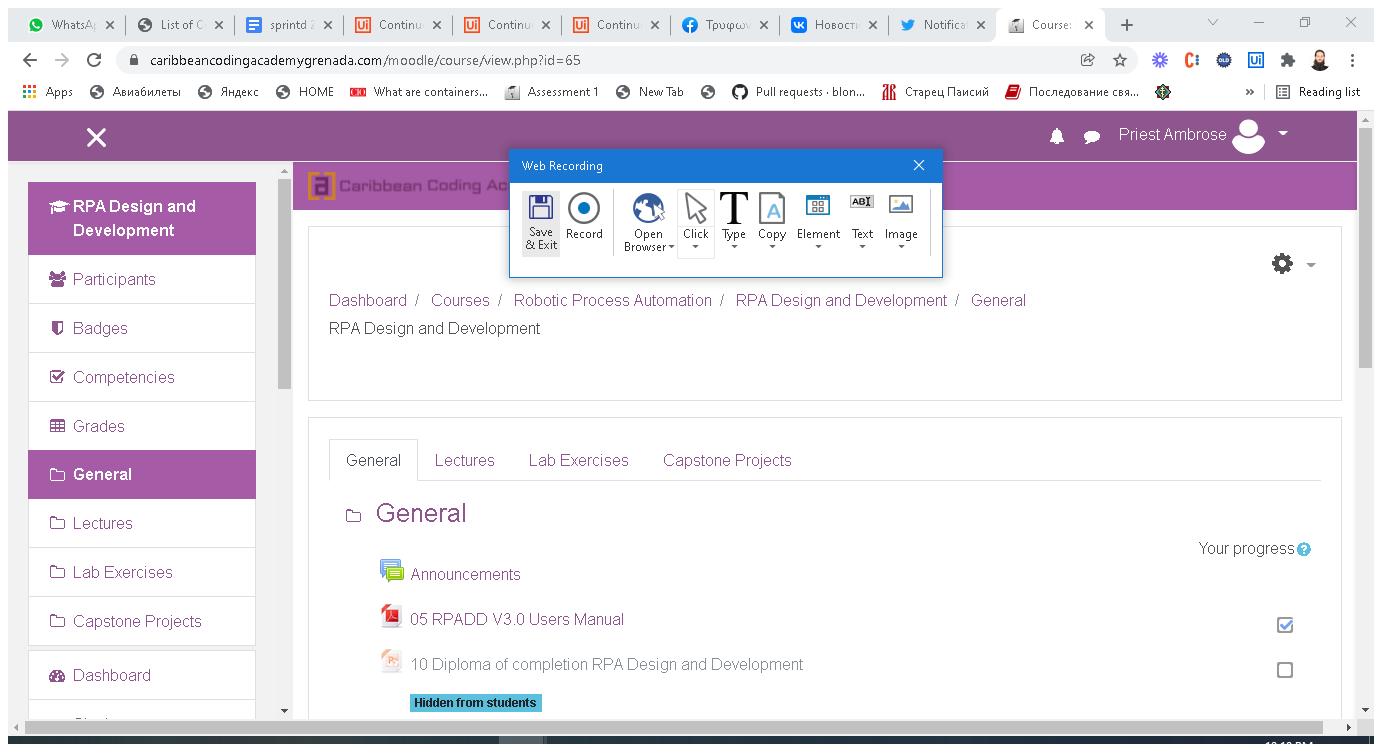 WhatsAp
List of C
sprintd 2
Continu
Continu
Continu
Трифон
Новости
Notificat
Course:
caribbeancodingacademygrenada.com/moodle/course/view.php?id=65
Apps
Авиабилеты
Яндекс
HOME
What are containers...
Assessment 1
New Tab
Pull requests · blon...
Старец Паисий
Последование свя...
»
Reading list
Priest Ambrose
Web Recording
Save & Exit
Record
Open Browser
Click
Type
Copy
Element
Text
Image
Caribbean Coding Ac
RPA Design and
Development
Participants
Badges
Competencies
Grades
General
Lectures
Lab Exercises
Capstone Projects
Dashboard
Dashboard / Courses / Robotic Process Automation / RPA Design and Development / General
RPA Design and Development
General
Lectures
Lab Exercises
Capstone Projects
General
Your progress
Announcements
05 RPADD V3.0 Users Manual
10 Diploma of completion RPA Design and Development
Hidden from students